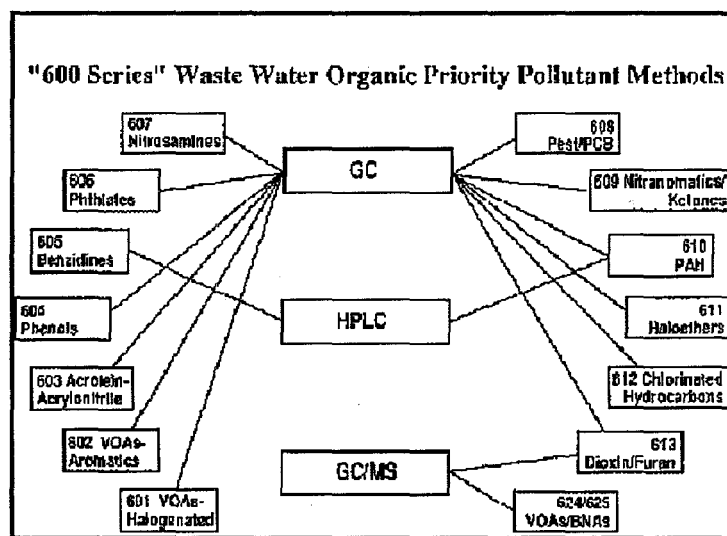 "600 Series" Waste Water Organic Priority Pollutant Methods
607
Nitrosamines
GC
608
Pest/PCB
606
Phthlates
609 Nitranomatics/
Ketones
605
Benzidines
610
PAH
Phenols
HPLC
611
Haloethers
603 Acrolein-
Acrylonitrile
612 Chlorinated
Hydrocarbons
602 VOAs-
Aromatics
GC/MS
613
Dioxin/Furan
601 VOAs-
Halogenated
624/625
VOAs/BNAs